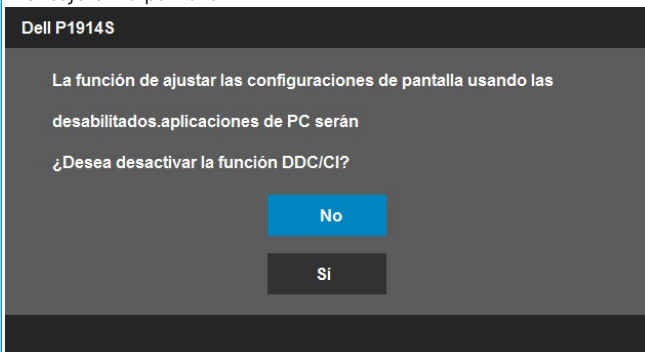 Dell P1914S
La función de ajustar las configuraciones de pantalla usando las
desabilitados.aplicaciones de PC serán
¿Desea desactivar la función DDC/CI?
No
Sí